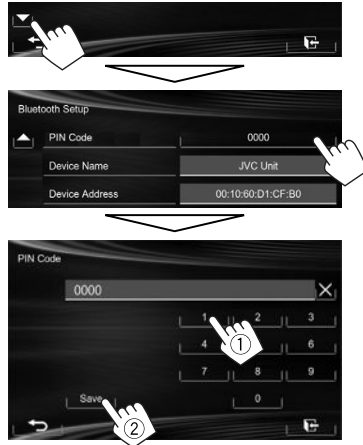 Bluetooth Setup
PIN Code 0000
Device Name JVC Unit
Device Address 00:10:60:D1:CF:B0
PIN Code
0000 X
1 2 3
4 6
①
7 8 9
Save 0
②